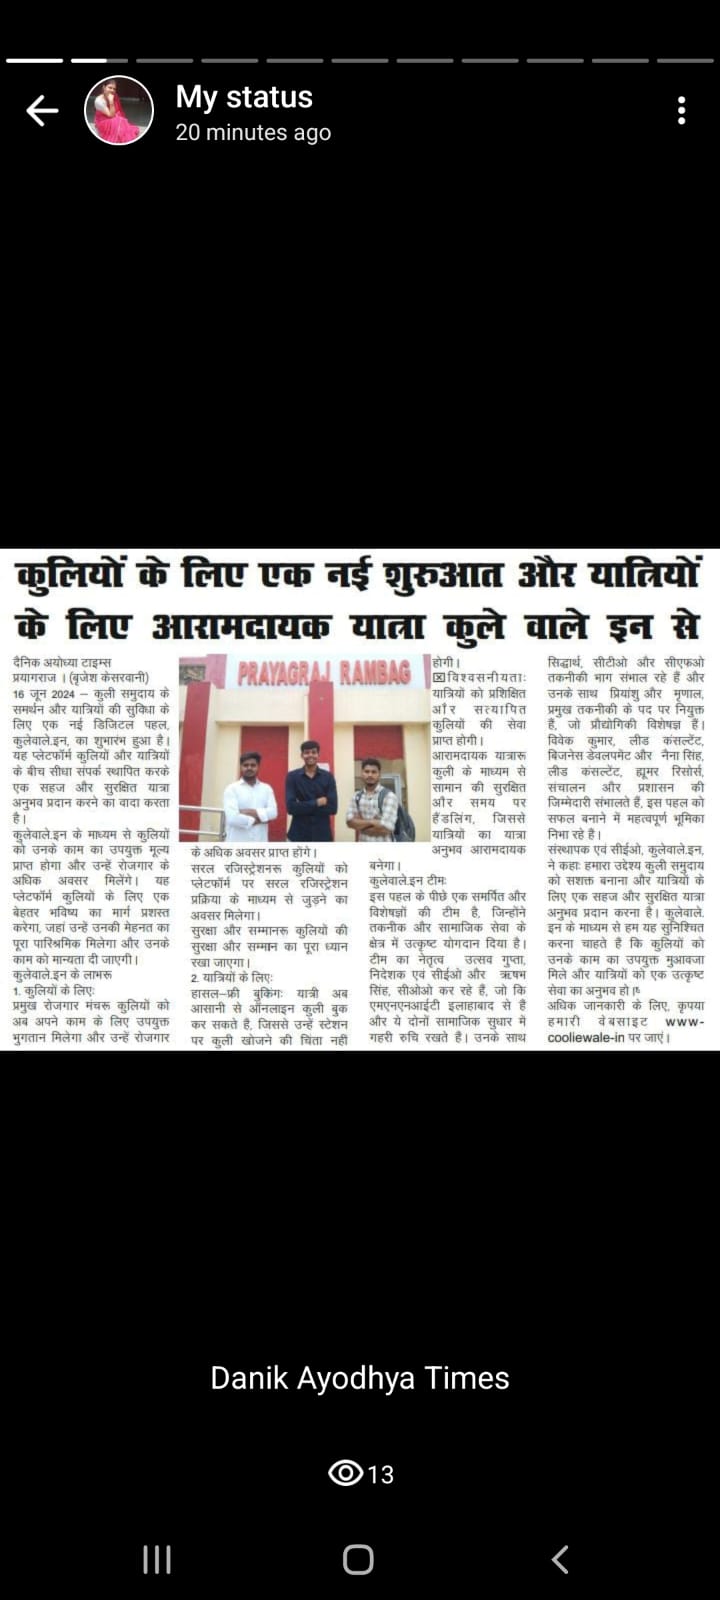 My status
20 minutes ago
कुलियों के लिए एक नई शुरुआत और यात्रियों
के लिए आरामदायक यात्रा कुले वाले इन से
दैनिक अयोध्या टाइम्स
प्रयागराज । (बृजेश केसरवानी)
16 जून 2024 – कुली समुदाय के
समर्थन और यात्रियों की सुविधा के
लिए एक नई डिजिटल पहल,
कुलेवाले.इन, का शुभारंभ हुआ है।
यह प्लेटफॉर्म कुलियों और यात्रियों
के बीच सीधा संपर्क स्थापित करके
एक सहज और सुरक्षित यात्रा
अनुभव प्रदान करने का वादा करता
है।
कुलेवाले.इन के माध्यम से कुलियों
को उनके काम का उपयुक्त मूल्य
प्राप्त होगा और उन्हें रोजगार के
अधिक अवसर मिलेंगे। यह
प्लेटफॉर्म कुलियों के लिए एक
बेहतर भविष्य का मार्ग प्रशस्त
करेगा, जहां उन्हें उनकी मेहनत का
पूरा पारिश्रमिक मिलेगा और उनके
काम को मान्यता दी जाएगी।
कुलेवाले.इन के लाभरू
1. कुलियों के लिए:
प्रमुख रोजगार मंचरू कुलियों को
अब अपने काम के लिए उपयुक्त
भुगतान मिलेगा और उन्हें रोजगार
PRAYAGRAJ RAMBAG
के अधिक अवसर प्राप्त होंगे।
सरल रजिस्ट्रेशनरू कुलियों को
प्लेटफॉर्म पर सरल रजिस्ट्रेशन
प्रक्रिया के माध्यम से जुड़ने का
अवसर मिलेगा।
सुरक्षा और सम्मानरू कुलियों की
सुरक्षा और सम्मान का पूरा ध्यान
रखा जाएगा।
2. यात्रियों के लिए:
हासल–फ्री बुकिंग: यात्री अब
आसानी से ऑनलाइन कुली बुक
कर सकते है, जिससे उन्हें स्टेशन
पर कुली खोजने की चिंता नहीं
होगी।
☒विश्वसनीयता:
यात्रियों को प्रशिक्षित
और सत्यापित
कुलियों की सेवा
प्राप्त होगी।
आरामदायक यात्रारू
कुली के माध्यम से
सामान की सुरक्षित
और समय पर
हैंडलिंग, जिससे
यात्रियों का यात्रा
अनुभव आरामदायक
बनेगा।
कुलेवाले.इन टीम:
इस पहल के पीछे एक समर्पित और
विशेषज्ञों की टीम है, जिन्होंने
तकनीक और सामाजिक सेवा के
क्षेत्र में उत्कृष्ट योगदान दिया है।
टीम का नेतृत्व उत्सव गुप्ता,
निदेशक एवं सीईओ और ऋषभ
सिंह, सीओओ कर रहे हैं, जो कि
एमएनएनआईटी इलाहाबाद से हैं
और ये दोनों सामाजिक सुधार में
गहरी रुचि रखते हैं। उनके साथ
सिद्धार्थ, सीटीओ और सीएफओ
तकनीकी भाग संभाल रहे हैं और
उनके साथ प्रियांशु और मृणाल,
प्रमुख तकनीकी के पद पर नियुक्त
हैं, जो प्रौद्योगिकी विशेषज्ञ हैं।
विवेक कुमार, लीड कंसल्टेंट,
बिजनेस डेवलपमेंट और नैना सिंह,
लीड कंसल्टेंट, ह्यूमर रिसोर्स,
संचालन और प्रशासन की
जिम्मेदारी संभालते हैं, इस पहल को
सफल बनाने में महत्वपूर्ण भूमिका
निभा रहे है।
संस्थापक एवं सीईओ, कुलेवाले.इन,
ने कहा: हमारा उद्देश्य कुली समुदाय
को सशक्त बनाना और यात्रियों के
लिए एक सहज और सुरक्षित यात्रा
अनुभव प्रदान करना है। कुलेवाले.
इन के माध्यम से हम यह सुनिश्चित
करना चाहते हैं कि कुलियों को
उनके काम का उपयुक्त मुआवजा
मिले और यात्रियों को एक उत्कृष्ट
सेवा का अनुभव हो।
अधिक जानकारी के लिए, कृपया
हमारी वेबसाइट www-
cooliewale-in पर जाएं।
Danik Ayodhya Times
13